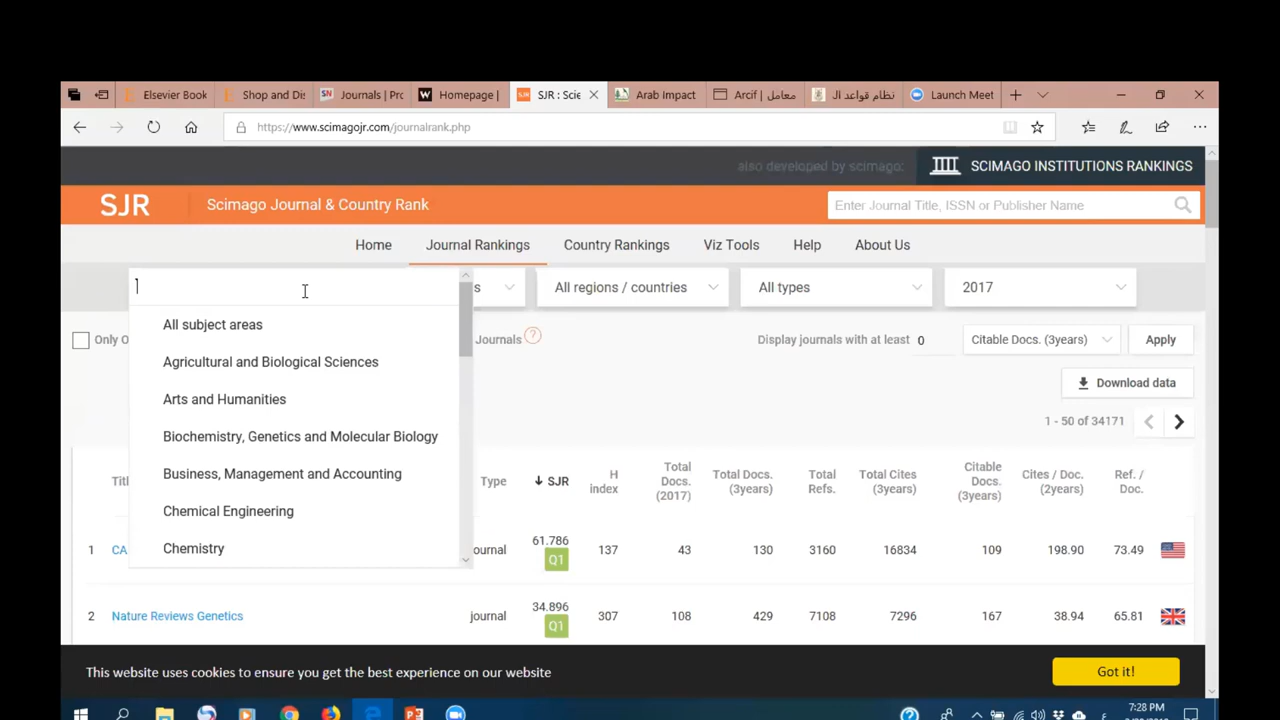 Elsevier Book
Shop and Dis
Journals | Pro
Homepage |
SJR : Scie
Arab Impact
Arcif | معامل
نظام قواعد ال
Launch Meet
https://www.scimagojr.com/journalrank.php
also developed by scimago:
SCIMAGO INSTITUTIONS RANKINGS
SJR
Scimago Journal & Country Rank
Enter Journal Title, ISSN or Publisher Name
Home
Journal Rankings
Country Rankings
Viz Tools
Help
About Us
s
All regions / countries
All types
2017
All subject areas
Agricultural and Biological Sciences
Arts and Humanities
Biochemistry, Genetics and Molecular Biology
Business, Management and Accounting
Chemical Engineering
Chemistry
Only O
Journals ?
Display journals with at least 0
Citable Docs. (3years)
Apply
Download data
1 - 50 of 34171
Titl
Type
SJR
H index
Total Docs. (2017)
Total Docs. (3years)
Total Refs.
Total Cites (3years)
Citable Docs. (3years)
Cites / Doc. (2years)
Ref. / Doc.
1 CA ournal 61.786 Q1 137 43 130 3160 16834 109 198.90 73.49
2 Nature Reviews Genetics journal 34.896 Q1 307 108 429 7108 7296 167 38.94 65.81
This website uses cookies to ensure you get the best experience on our website
Got it!
7:28 PM